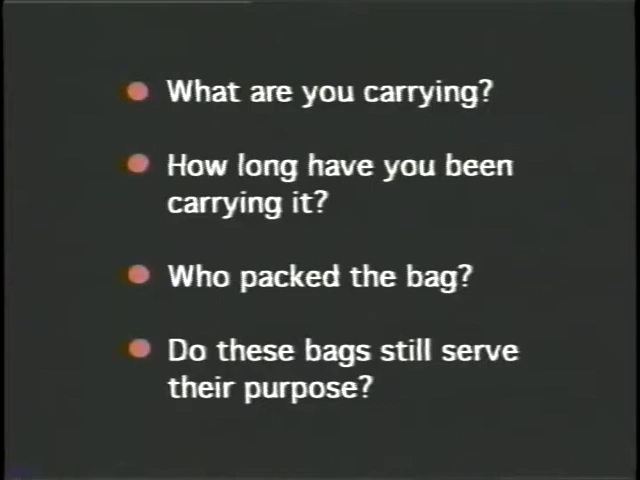 What are you carrying?
How long have you been
carrying it?
Who packed the bag?
Do these bags still serve
their purpose?